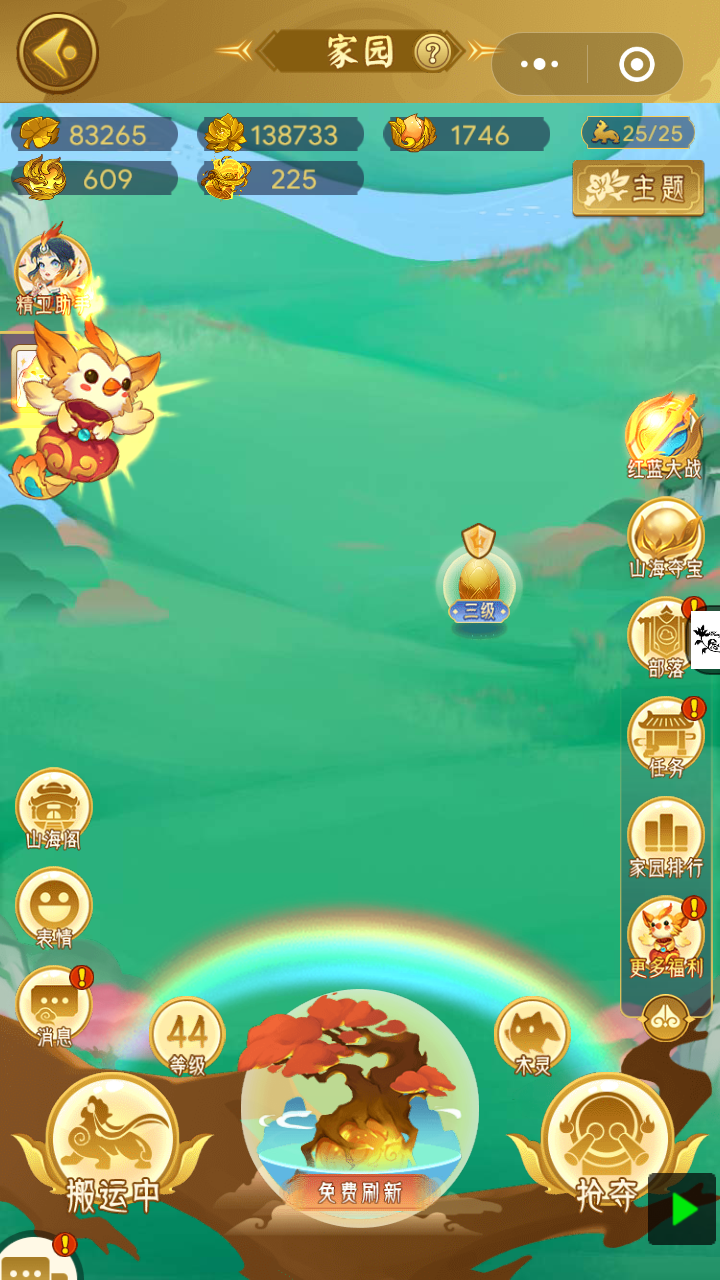 家园 ?
83265 138733 1746 25/25
609 225
主题
精卫助手
红蓝大战
山海夺宝
三级
部落
任务
山海阁
家园排行
表情
更多福利
消息
44
等级
木灵
搬运中
免费刷新
抢夺